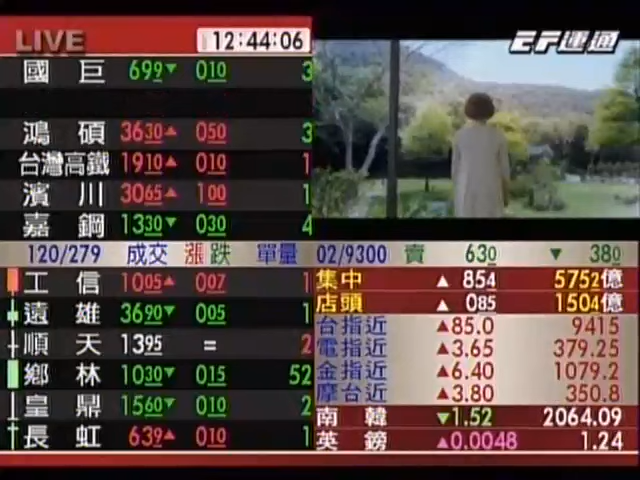 LIVE 12:44:06
EF運通
國巨 699▼ 010 3
鴻碩 3630▲ 050 3
台灣高鐵 1910▲ 010 1
濱川 3065▲ 100 1
嘉鋼 1330▼ 030 4
120/279 成交 漲跌 單量
02/9300 賣 630 ▼ 380
工信 1005▲ 007 1
遠雄 3690▼ 005 1
順天 1395 = 2
鄉林 1030▼ 015 52
皇鼎 1560▼ 010 2
長虹 639▲ 010 1
集中 ▲ 854 5752億
店頭 ▲ 085 1504億
台指近 ▲85.0 9415
電指近 ▲3.65 379.25
金指近 ▲6.40 1079.2
摩台近 ▲3.80 350.8
南韓 ▼1.52 2064.09
英鎊 ▲0.0048 1.24